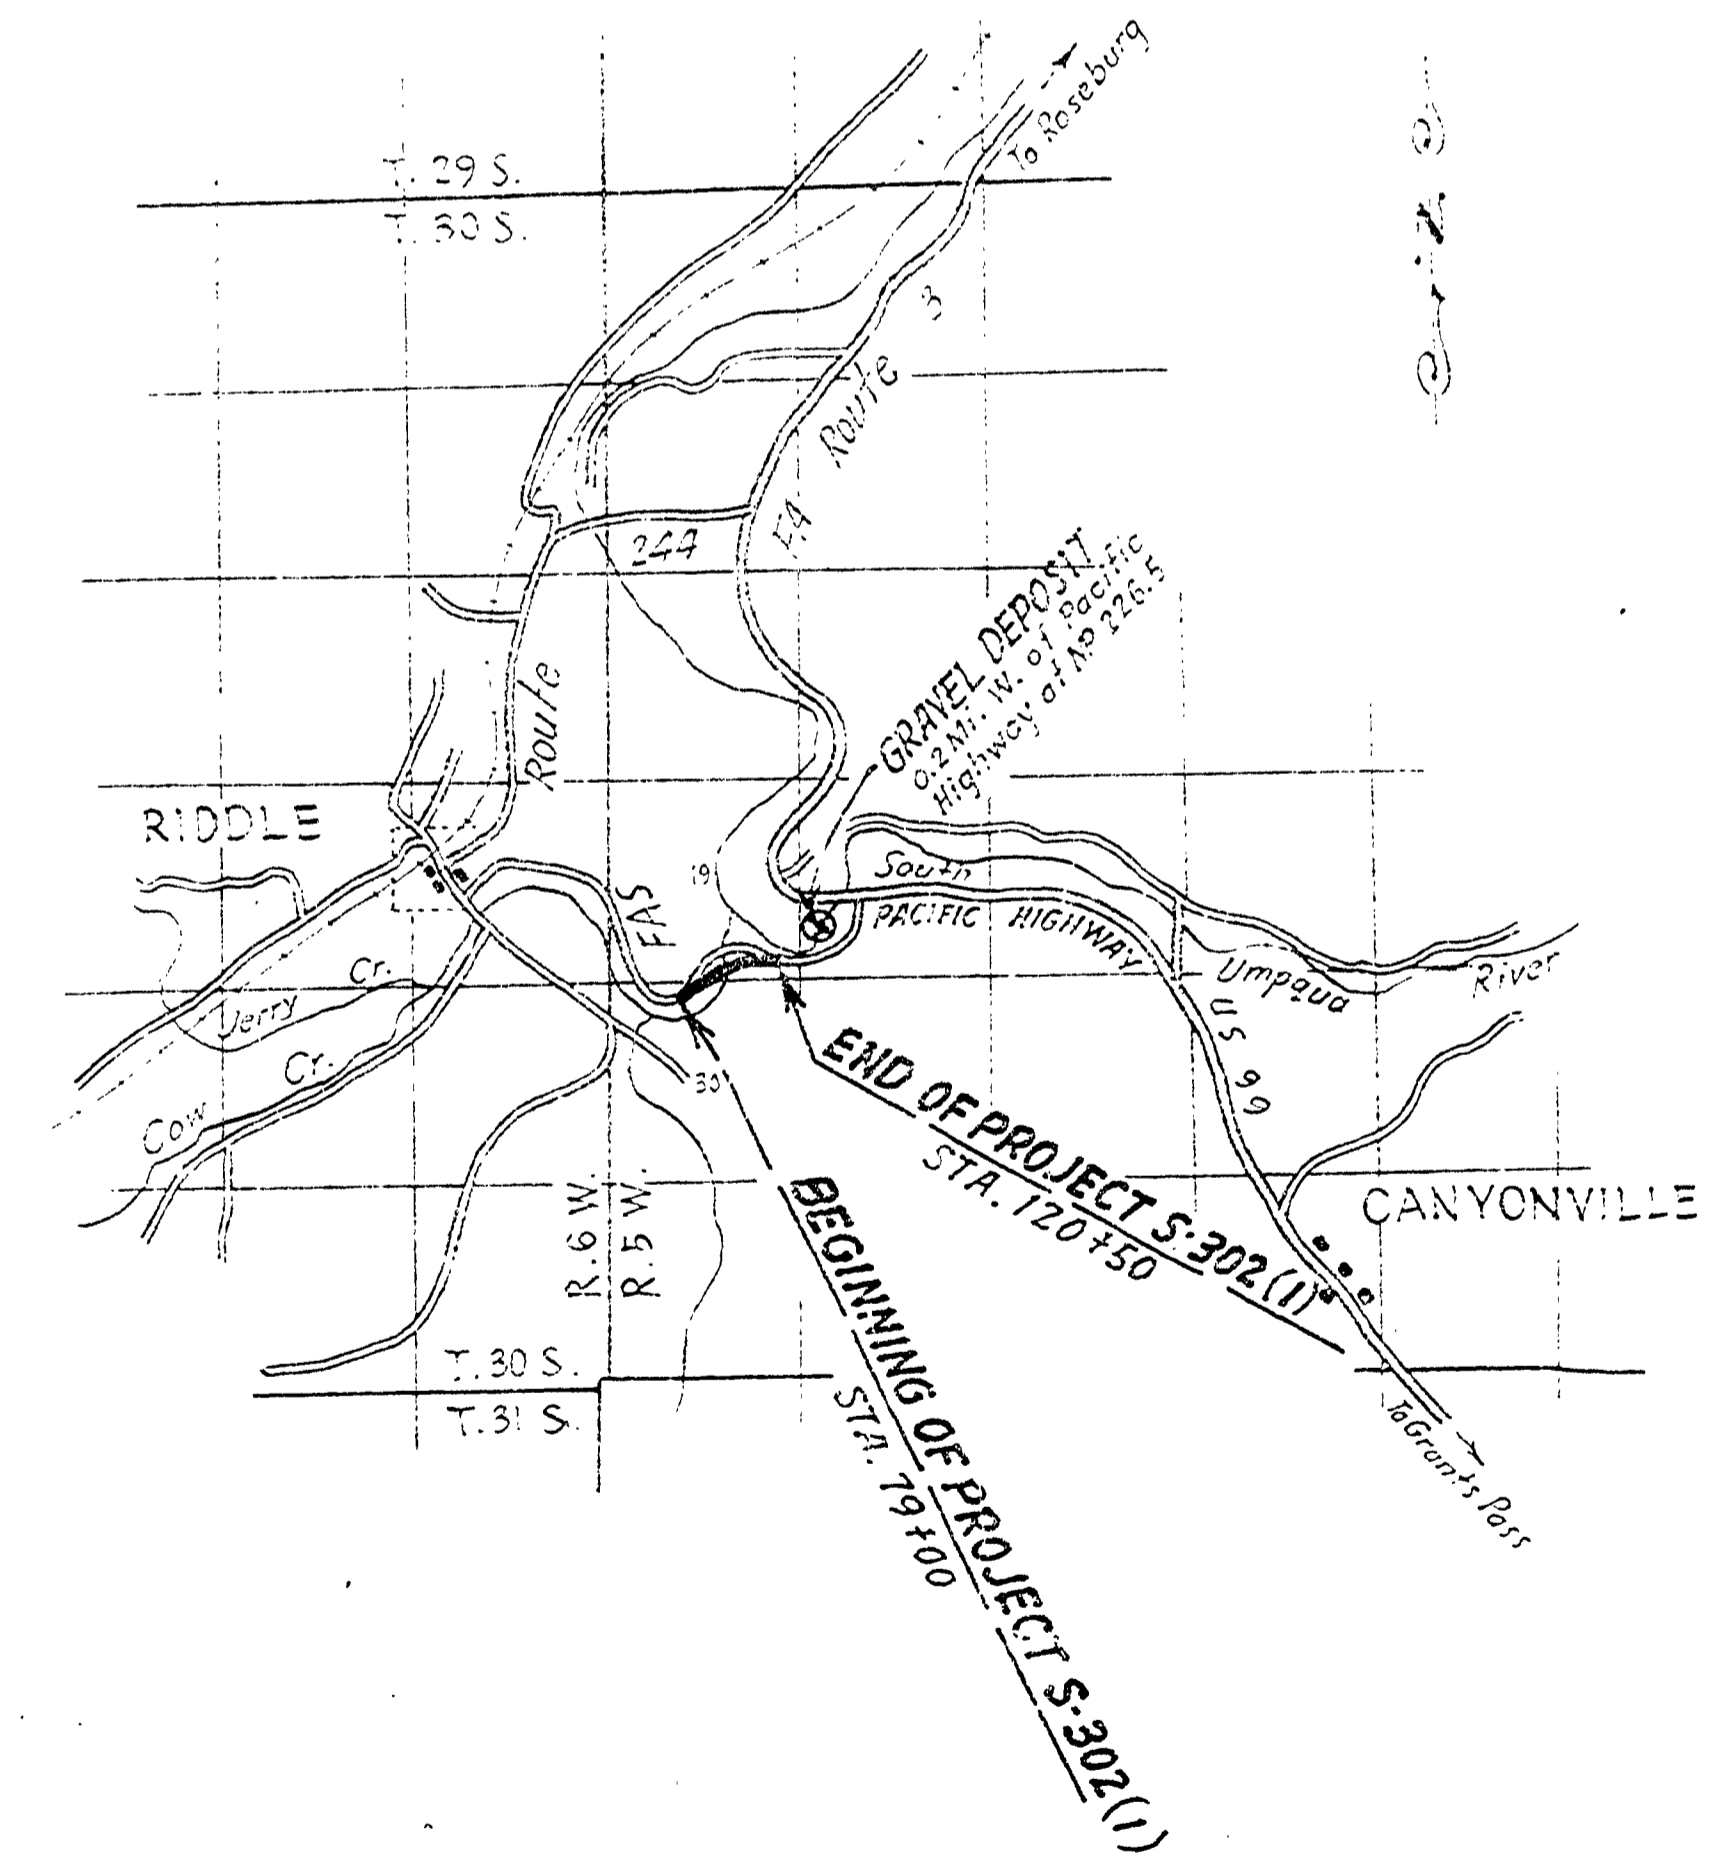 To Roseburg
T. 29 S.
T. 30 S.
N
Route 3
FA
244
GRAVEL DEPOSIT
0.2 Mi. W. of Pacific
Highway at M.P. 226.5
Route
RIDDLE
19
South
FAS
PACIFIC HIGHWAY
Umpqua
River
Cr.
Jerry
US 99
Cr.
Cow
30
END OF PROJECT S-302(1)
STA. 120+50
R. 6 W.
R. 5 W.
CANYONVILLE
BEGINNING OF PROJECT S-302(1)
STA. 79+00
T. 30 S.
T. 31 S.
To Grants Pass